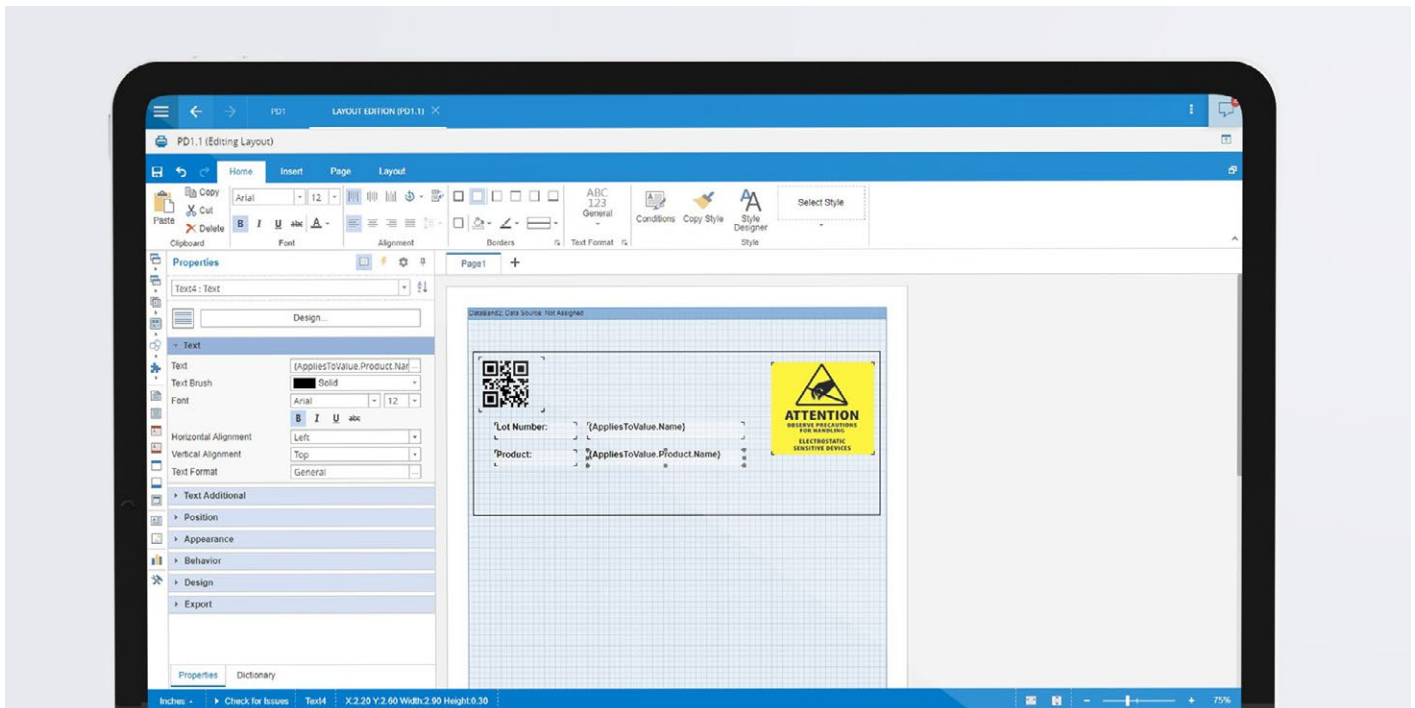 PD1 LAYOUT EDITION (PD1.1)
PD1.1 (Editing Layout)
Home Insert Page Layout
Paste
Copy
Cut
Delete
Clipboard
Arial 12
B I U abc A
Font
Alignment
Borders
ABC
123
General
Text Format
Conditions
Copy Style
Style
Designer
Select Style
Style
Properties
Text4 : Text
Design...
Text
Text {AppliesToValue.Product.Nar ...
Text Brush Solid
Font Arial 12
B I U abc
Horizontal Alignment Left
Vertical Alignment Top
Text Format General ...
Text Additional
Position
Appearance
Behavior
Design
Export
Properties Dictionary
Page1 +
DataBand2; Data Source: Not Assigned
Lot Number: {AppliesToValue.Name}
Product: {AppliesToValue.Product.Name}
ATTENTION
OBSERVE PRECAUTIONS
FOR HANDLING
ELECTROSTATIC
SENSITIVE DEVICES
Inches Check for Issues Text4 X:2.20 Y:2.60 Width:2.90 Height:0.30 75%